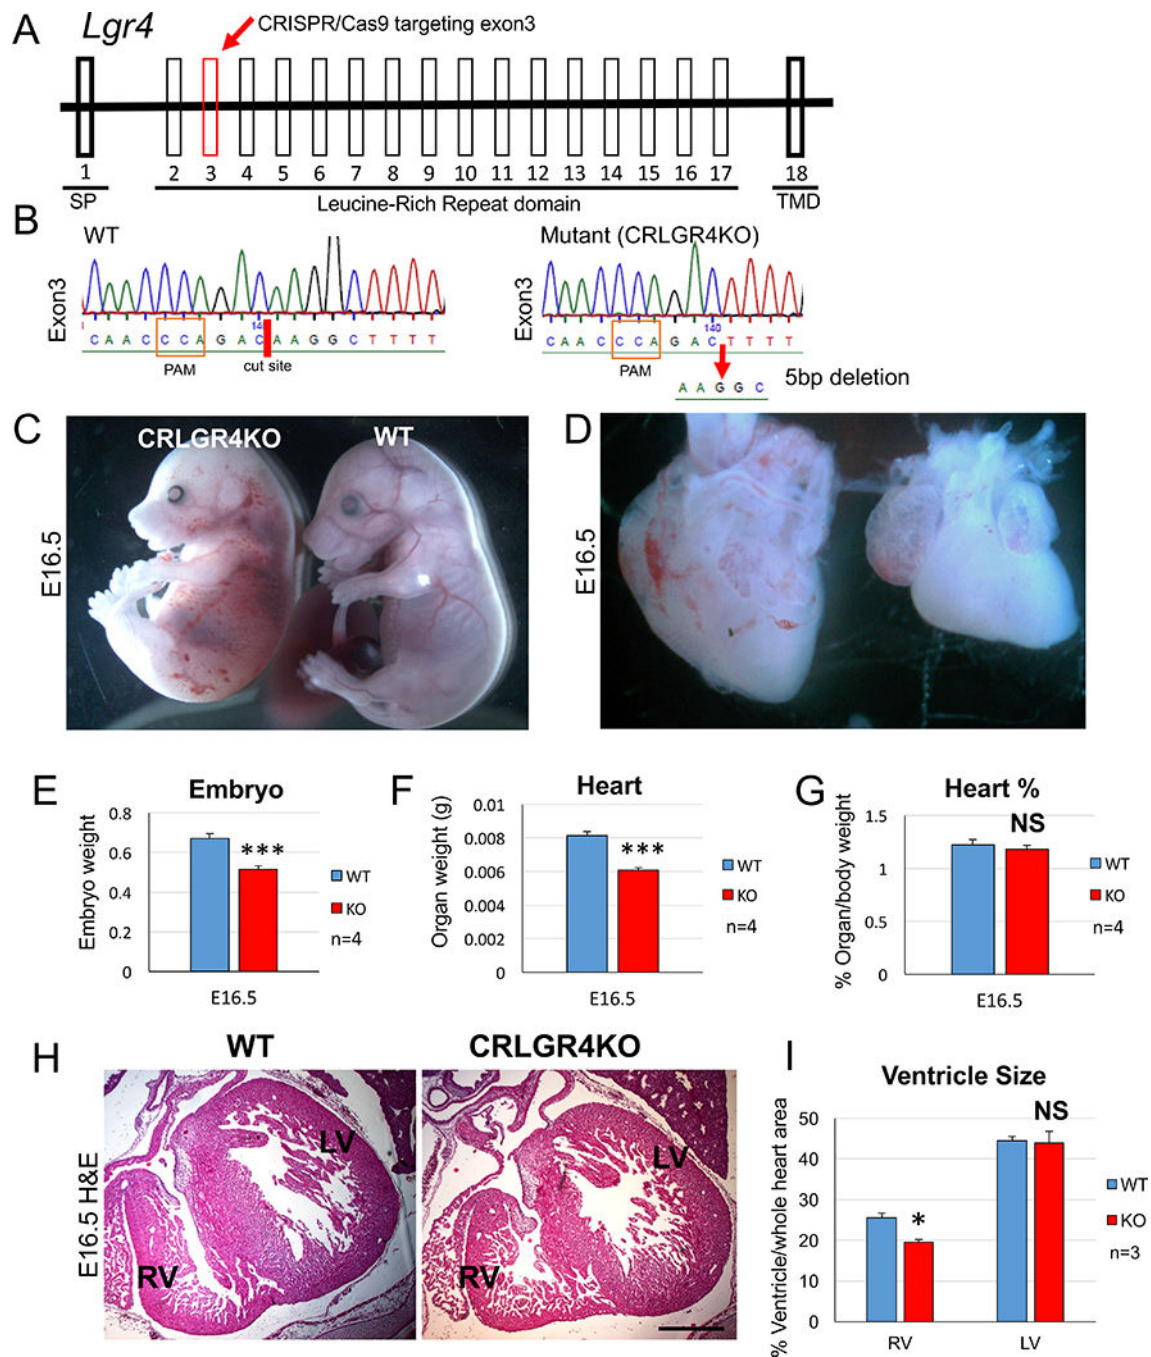 A
Lgr4
CRISPR/Cas9 targeting exon3
1 2 3 4 5 6 7 8 9 10 11 12 13 14 15 16 17 18
SP
Leucine-Rich Repeat domain
TMD
B
WT
Exon3
140
C A A C C C A G A C A A G G C T T T T
PAM
cut site
Mutant (CRLGR4KO)
Exon3
140
C A A C C C A G A C T T T T
PAM
A A G G C
5bp deletion
C
CRLGR4KO
WT
E16.5
D
E16.5
E
Embryo
Embryo weight
0.8
0.6
0.4
0.2
0
***
E16.5
WT
KO
n=4
F
Heart
Organ weight (g)
0.01
0.008
0.006
0.004
0.002
0
***
E16.5
WT
KO
n=4
G
Heart %
% Organ/body weight
1.5
1
0.5
0
NS
E16.5
WT
KO
n=4
H
WT
CRLGR4KO
E16.5 H&E
LV
RV
LV
RV
I
Ventricle Size
% Ventricle/whole heart area
50
40
30
20
10
0
*
NS
RV
LV
WT
KO
n=3